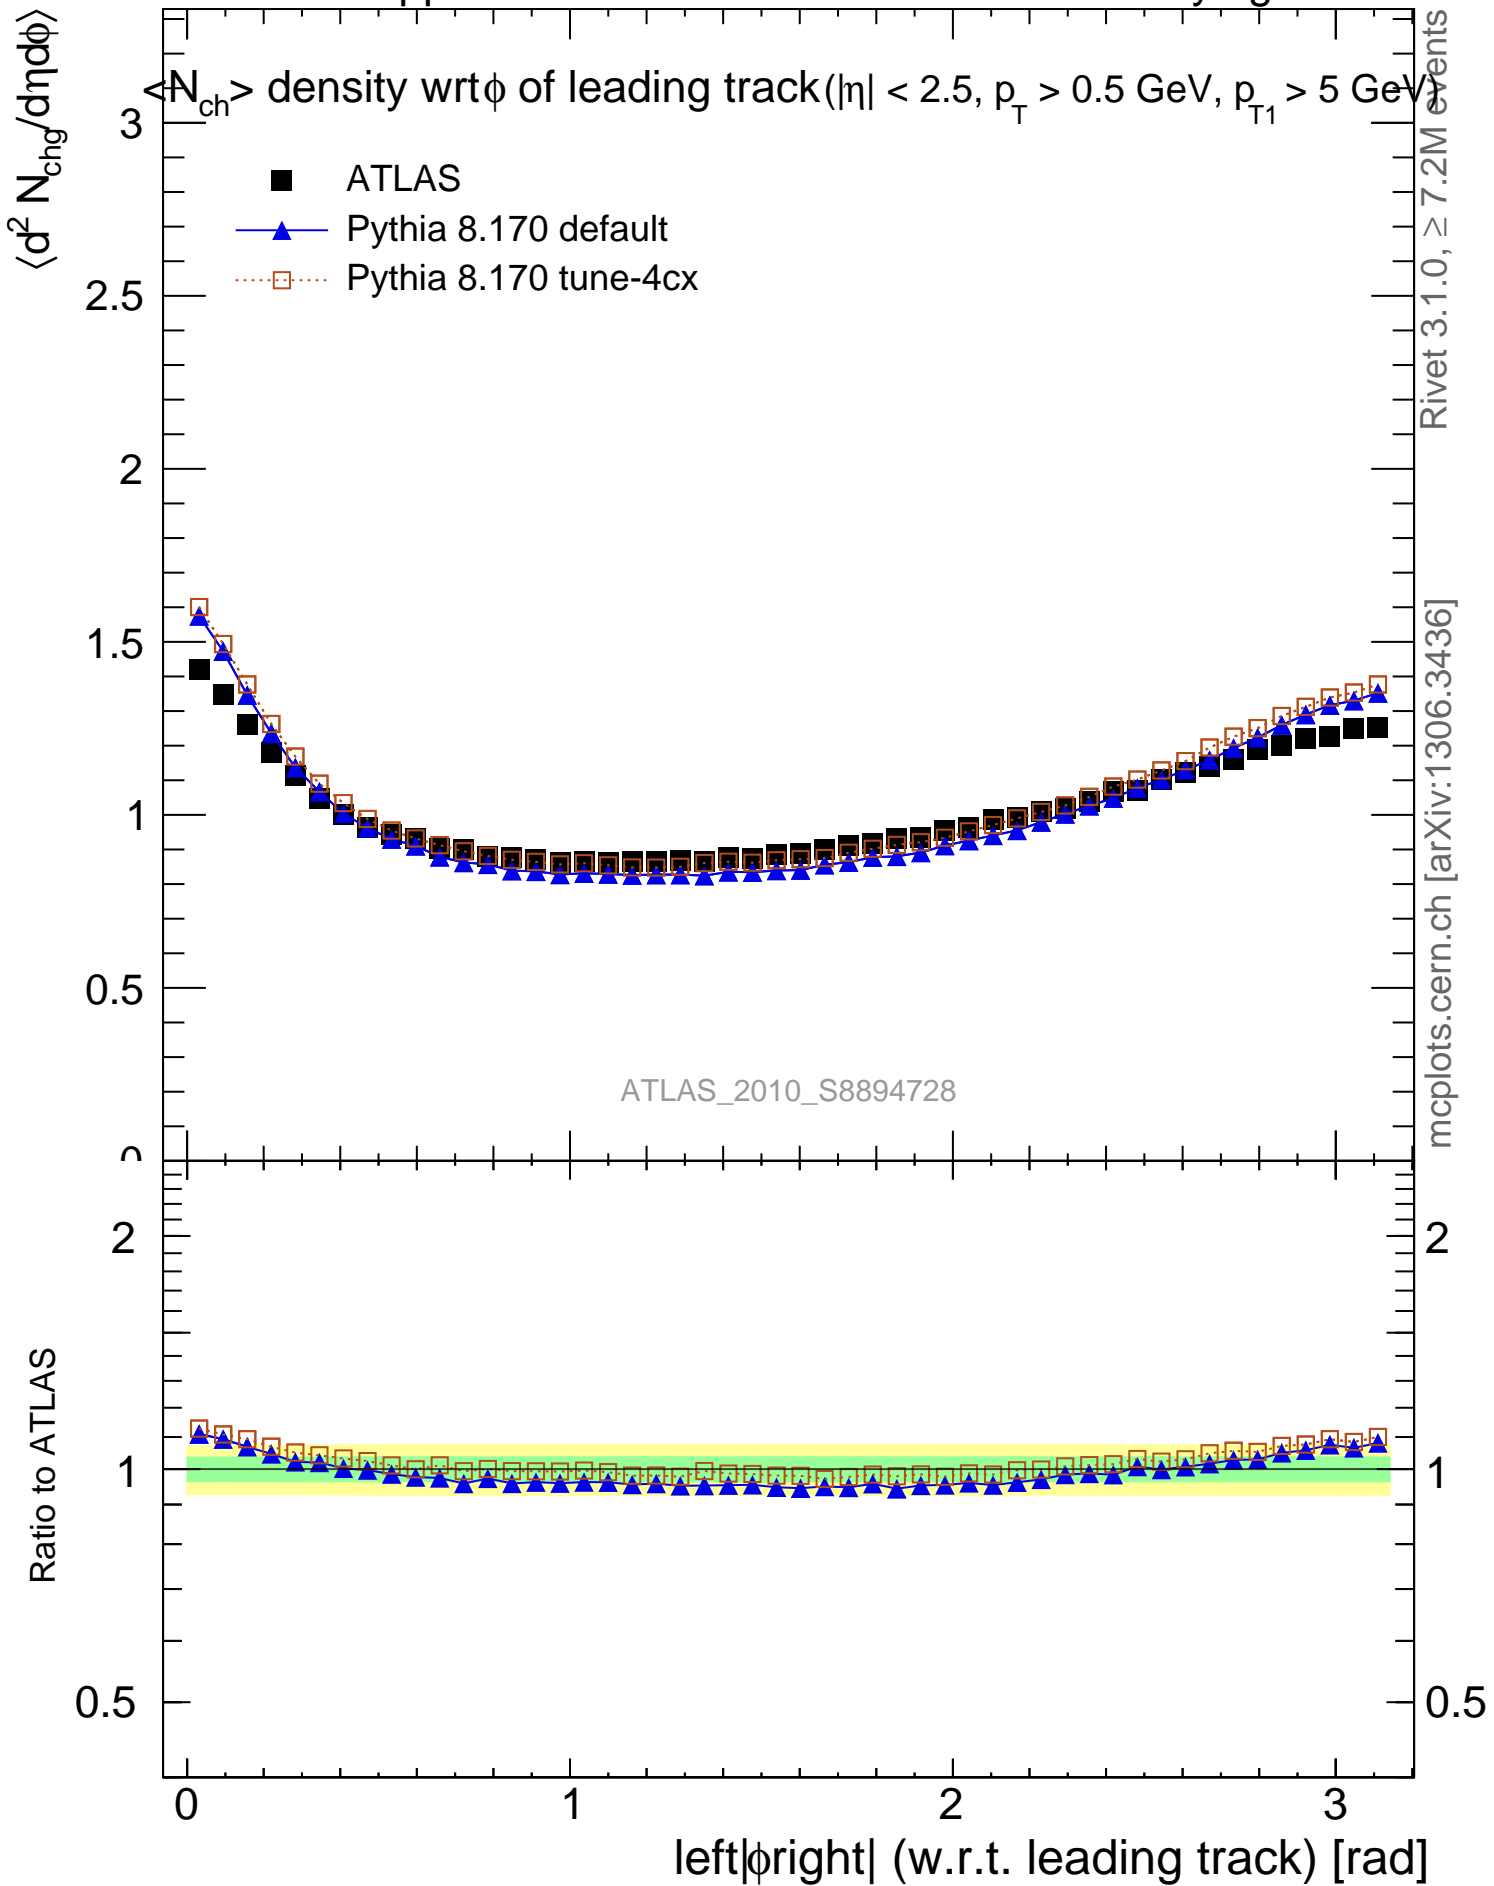 <N_ch> density wrt ϕ of leading track (|η| < 2.5, p_T > 0.5 GeV, p_T1 > 5 GeV)
⟨d² N_chg/dηdϕ⟩
ATLAS
Pythia 8.170 default
Pythia 8.170 tune-4cx
3
2.5
2
1.5
1
0.5
0
ATLAS_2010_S8894728
Rivet 3.1.0, ≥ 7.2M events
mcplots.cern.ch [arXiv:1306.3436]
Ratio to ATLAS
2
1
0.5
2
1
0.5
0 1 2 3
left|ϕright| (w.r.t. leading track) [rad]